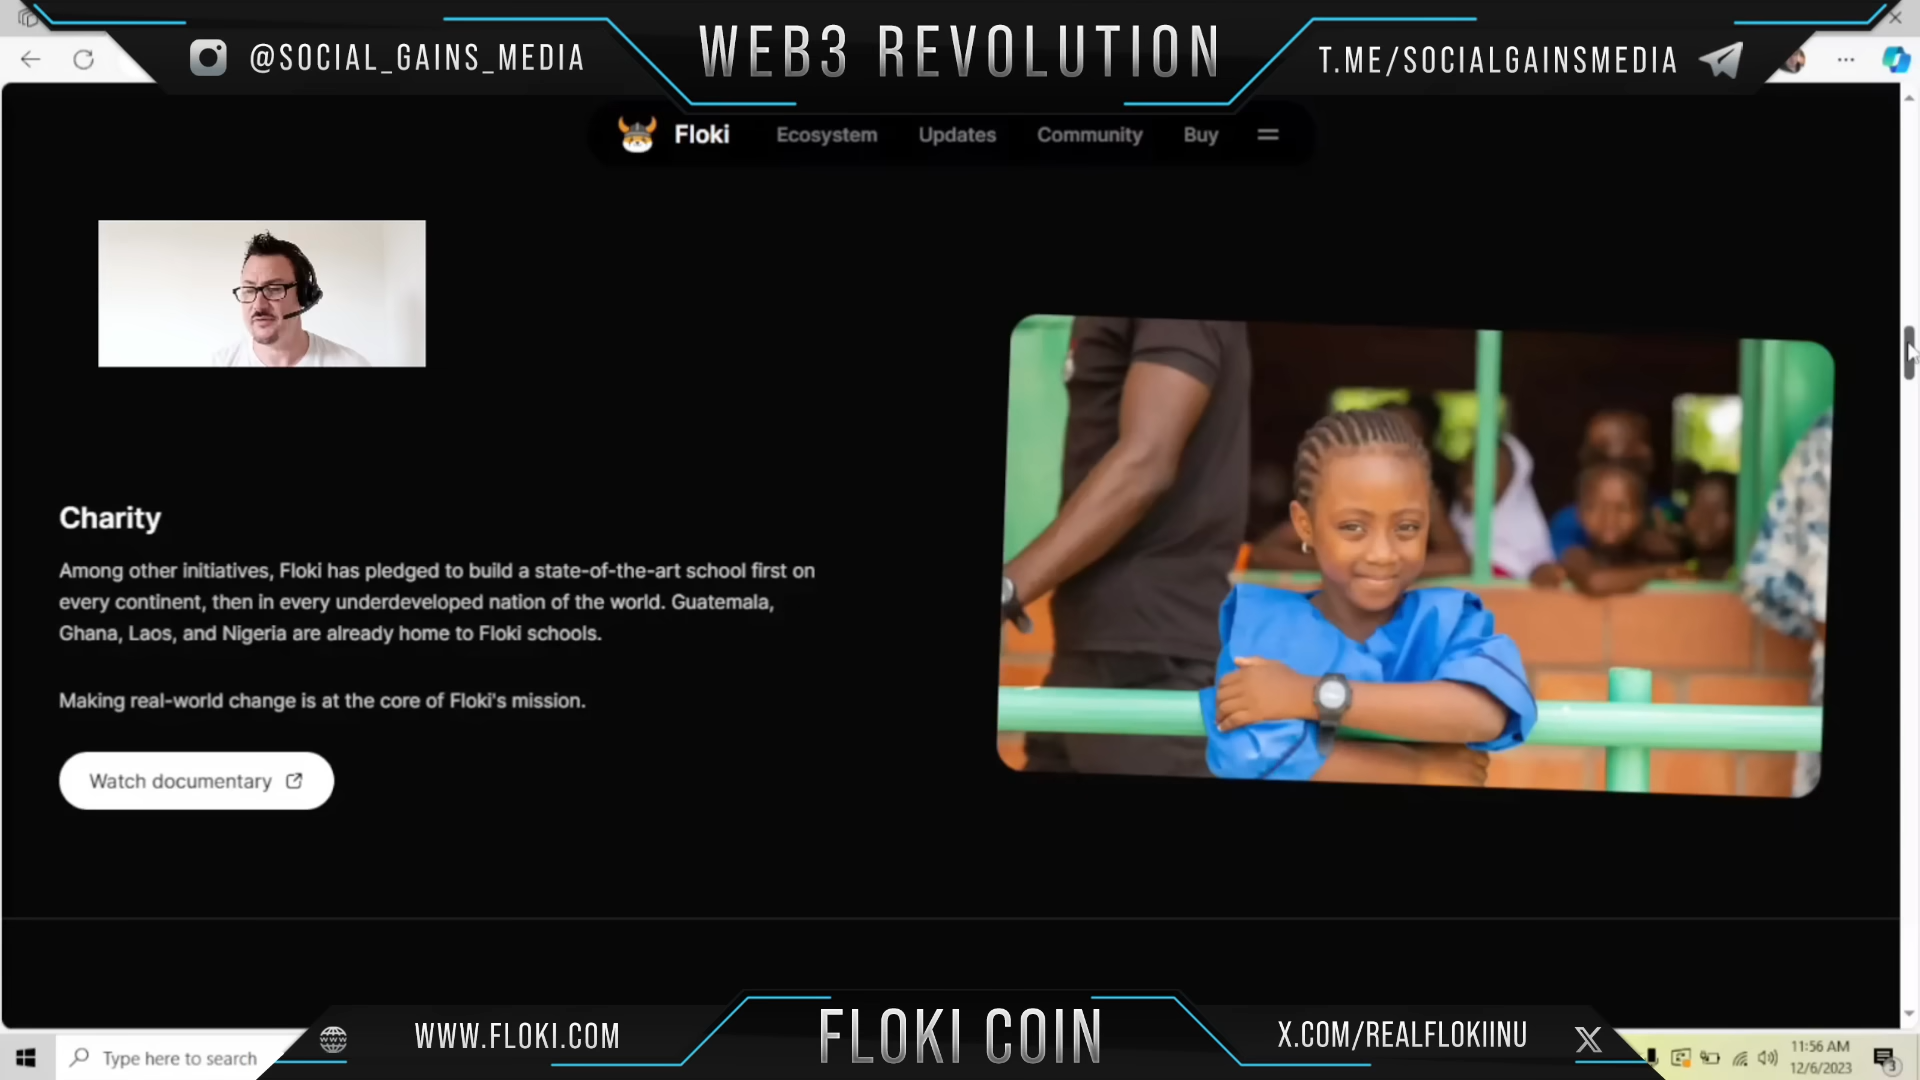 @SOCIAL_GAINS_MEDIA
WEB3 REVOLUTION
T.ME/SOCIALGAINSMEDIA
Floki
Ecosystem
Updates
Community
Buy
Charity
Among other initiatives, Floki has pledged to build a state-of-the-art school first on
every continent, then in every underdeveloped nation of the world. Guatemala,
Ghana, Laos, and Nigeria are already home to Floki schools.
Making real-world change is at the core of Floki's mission.
Watch documentary
WWW.FLOKI.COM
FLOKI COIN
X.COM/REALFLOKIINU
Type here to search
11:56 AM
12/6/2023
3